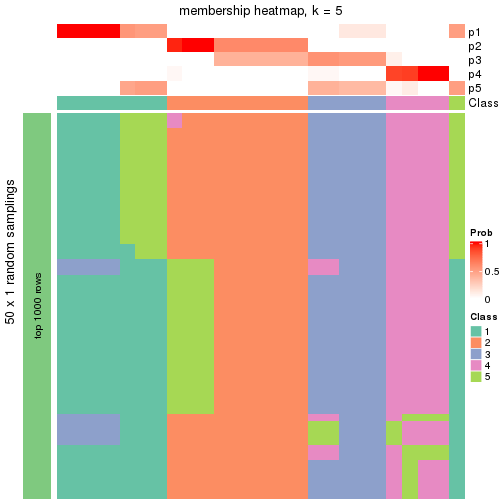 membership heatmap, k = 5
p1
p2
p3
p4
p5
Class
50 x 1 random samplings
top 1000 rows
Prob
1
0.5
0
Class
1
2
3
4
5